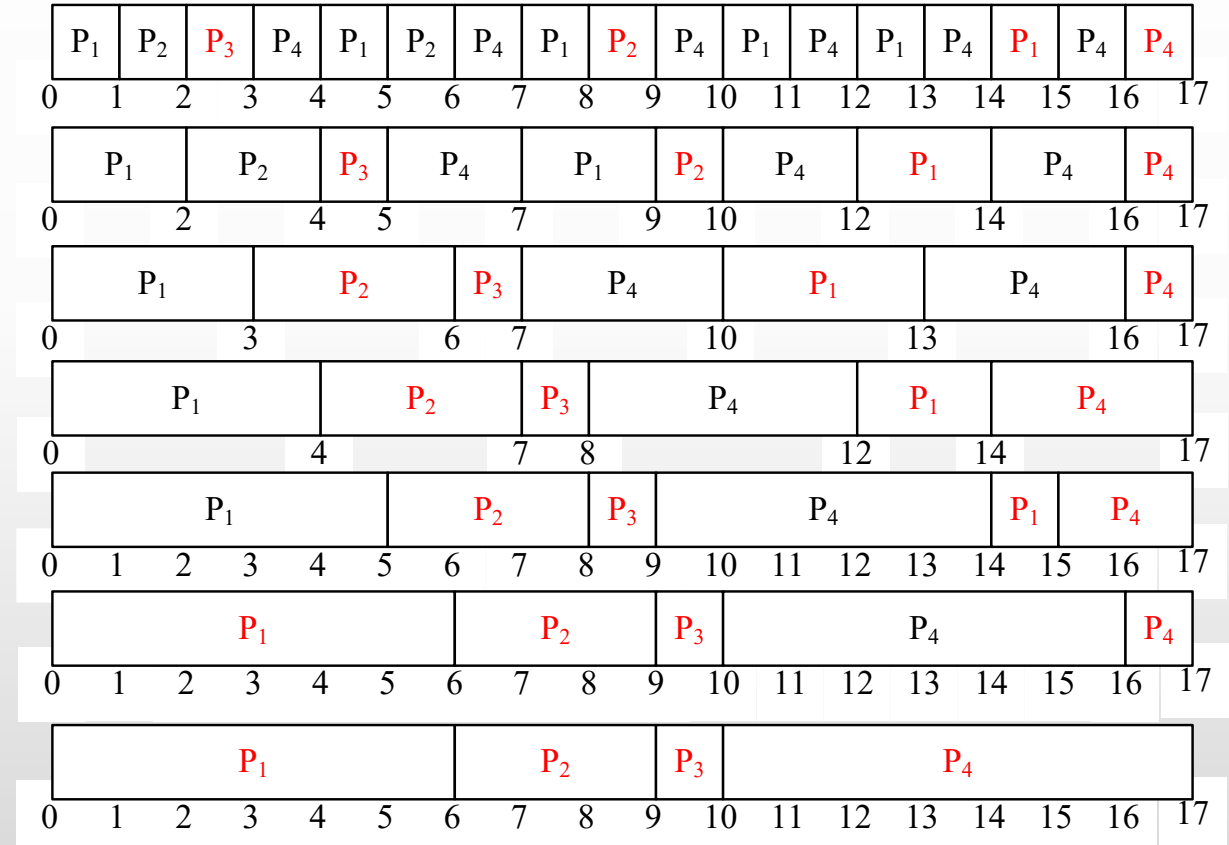 P₁ P₂ P₃ P₄ P₁ P₂ P₄ P₁ P₂ P₄ P₁ P₄ P₁ P₄ P₁ P₄ P₄
0 1 2 3 4 5 6 7 8 9 10 11 12 13 14 15 16 17
P₁ P₂ P₃ P₄ P₁ P₂ P₄ P₁ P₄ P₄
0 2 4 5 7 9 10 12 14 16 17
P₁ P₂ P₃ P₄ P₁ P₄ P₄
0 3 6 7 10 13 16 17
P₁ P₂ P₃ P₄ P₁ P₄
0 4 7 8 12 14 17
P₁ P₂ P₃ P₄ P₁ P₄
0 1 2 3 4 5 6 7 8 9 10 11 12 13 14 15 16 17
P₁ P₂ P₃ P₄ P₄
0 1 2 3 4 5 6 7 8 9 10 11 12 13 14 15 16 17
P₁ P₂ P₃ P₄
0 1 2 3 4 5 6 7 8 9 10 11 12 13 14 15 16 17